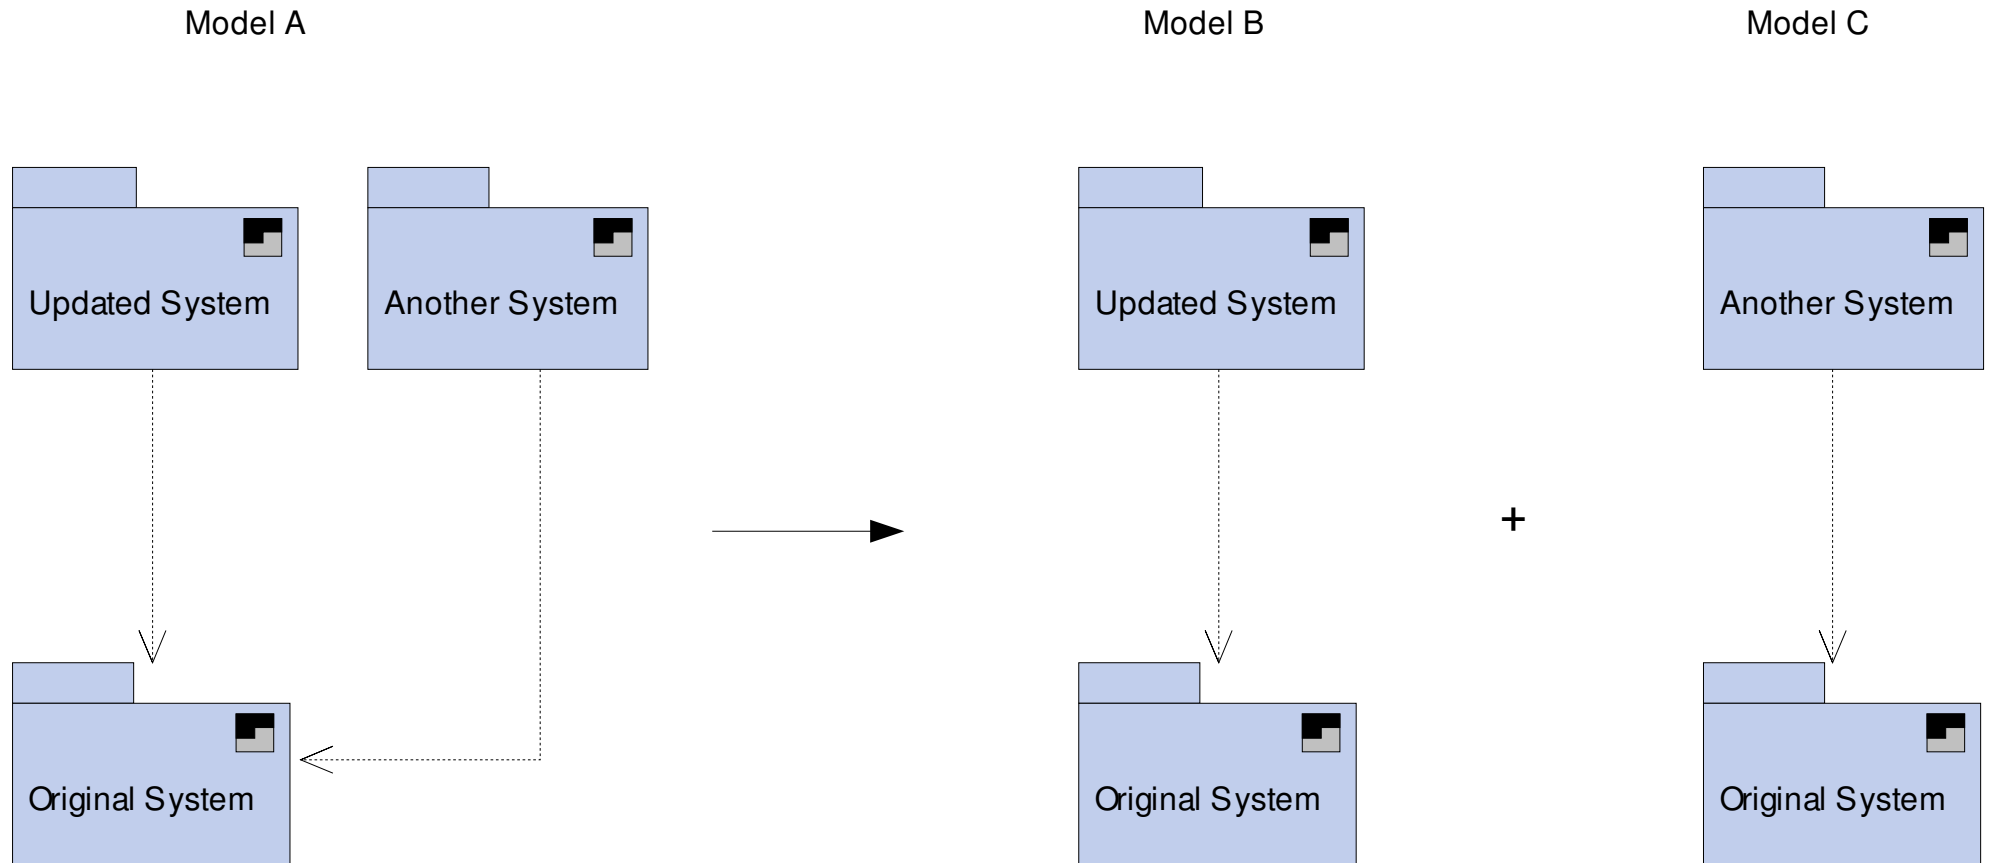 Model A
Model B
Model C
Updated System
Another System
Updated System
Another System
+
Original System
Original System
Original System